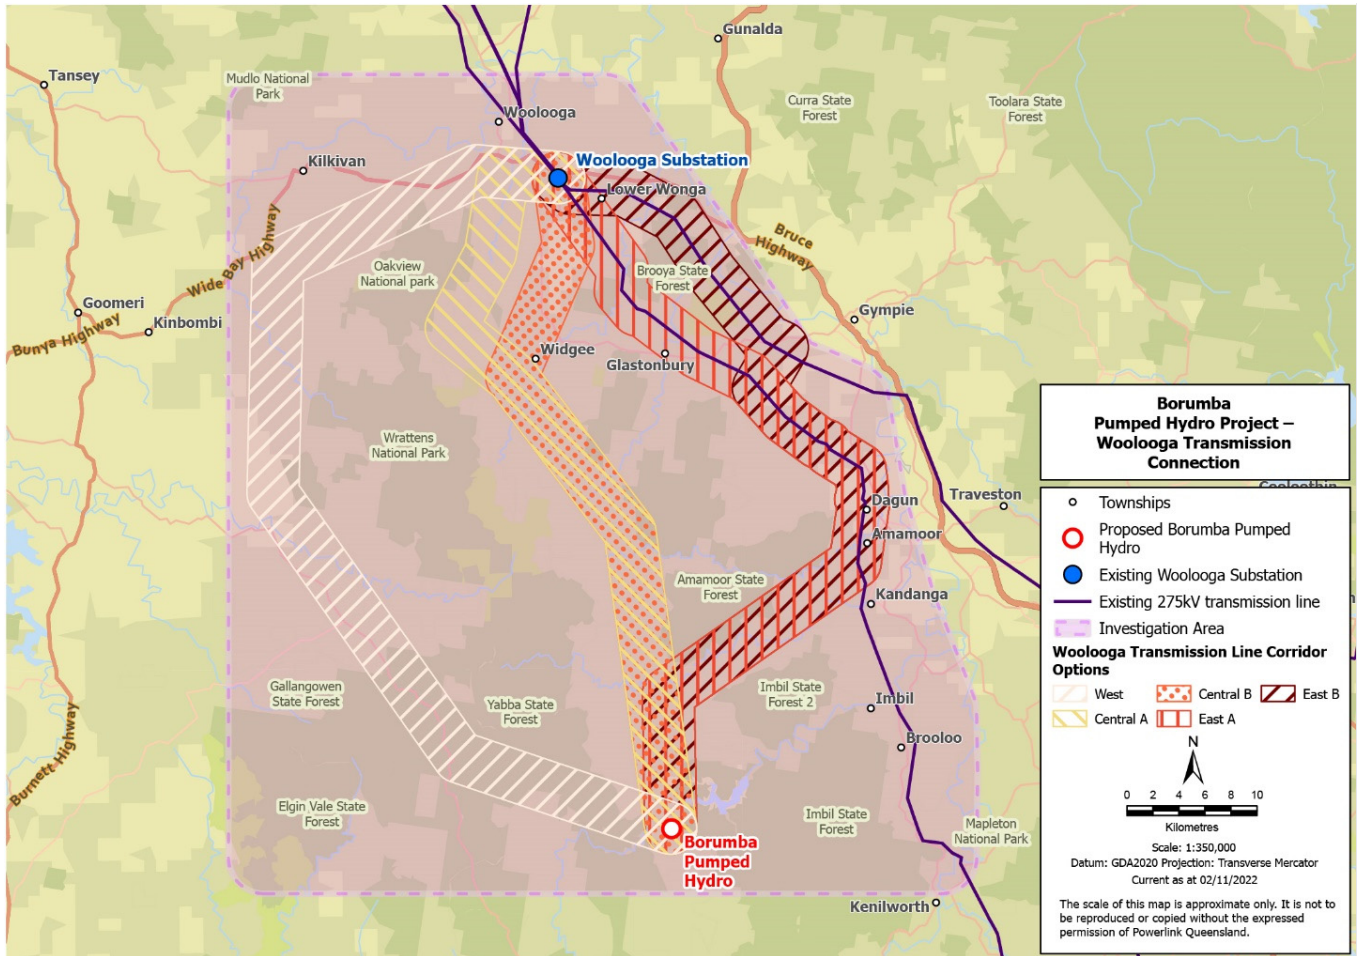 Gunalda
Tansey
Mudlo National
Park
Curra State
Forest
Toolara State
Forest
Woolooga
Kilkivan
Woolooga Substation
Lower Wonga
Bruce
Highway
Wide Bay Highway
Oakview
National park
Brooya State
Forest
Goomeri
Kinbombi
Bunya Highway
Gympie
Widgee
Glastonbury
Wrattens
National Park
Dagun
Traveston
Amamoor
Amamoor State
Forest
Kandanga
Gallangowen
State Forest
Yabba State
Forest
Imbil State
Forest 2
Imbil
Brooloo
Burnett Highway
Elgin Vale State
Forest
Imbil State
Forest
Mapleton
National Park
Borumba
Pumped
Hydro
Kenilworth
Borumba
Pumped Hydro Project –
Woolooga Transmission
Connection
Townships
Proposed Borumba Pumped
Hydro
Existing Woolooga Substation
Existing 275kV transmission line
Investigation Area
Woolooga Transmission Line Corridor
Options
West Central B East B
Central A East A
N
0 2 4 6 8 10
Kilometres
Scale: 1:350,000
Datum: GDA2020 Projection: Transverse Mercator
Current as at 02/11/2022
The scale of this map is approximate only. It is not to
be reproduced or copied without the expressed
permission of Powerlink Queensland.